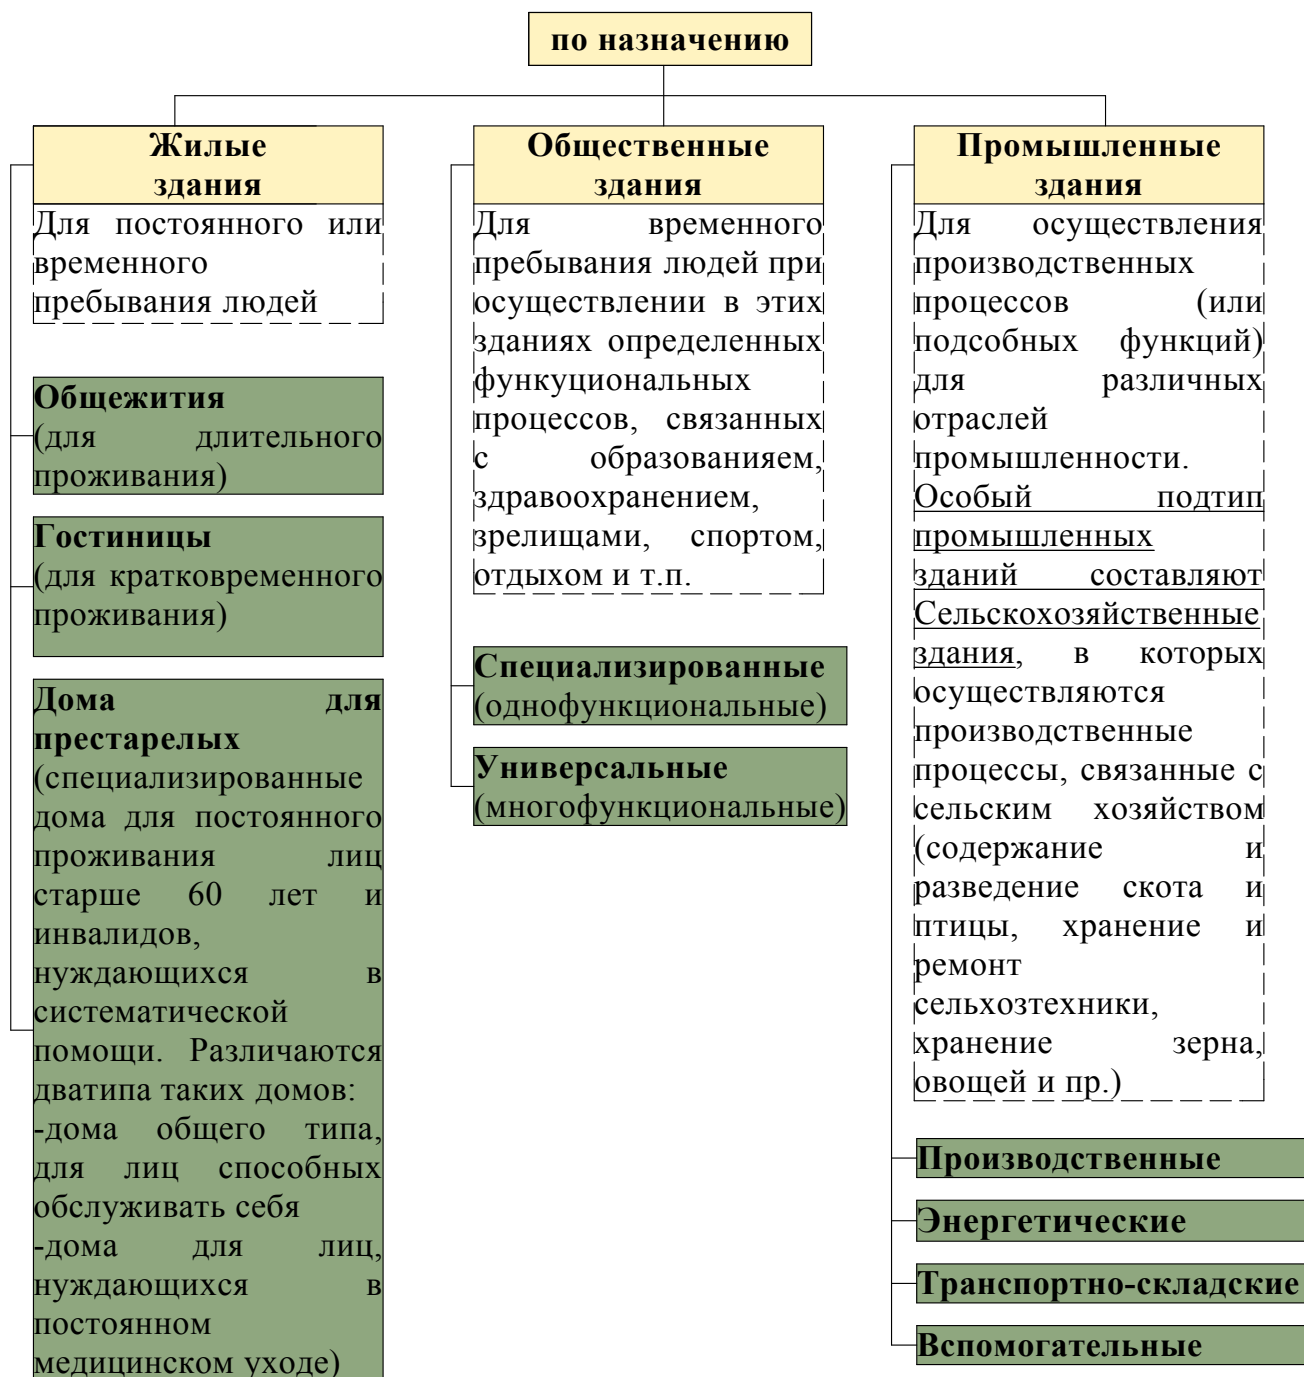 по назначению
Жилые
здания
Для постоянного или
временного
пребывания людей
Общежития
(для длительного
проживания)
Гостиницы
(для кратковременного
проживания)
Дома для
престарелых
(специализированные
дома для постоянного
проживания лиц
старше 60 лет и
инвалидов,
нуждающихся в
систематической
помощи. Различаются
дватипа таких домов:
-дома общего типа,
для лиц способных
обслуживать себя
-дома для лиц,
нуждающихся в
постоянном
медицинском уходе)
Общественные
здания
Для временного
пребывания людей при
осуществлении в этих
зданиях определенных
функуциональных
процессов, связанных
с образованияем,
здравоохранением,
зрелищами, спортом,
отдыхом и т.п.
Специализированные
(однофункциональные)
Универсальные
(многофункциональные)
Промышленные
здания
Для осуществления
производственных
процессов (или
подсобных функций)
для различных
отраслей
промышленности.
Особый подтип
промышленных
зданий составляют
Сельскохозяйственные
здания, в которых
осуществляются
производственные
процессы, связанные с
сельским хозяйством
(содержание и
разведение скота и
птицы, хранение и
ремонт
сельхозтехники,
хранение зерна,
овощей и пр.)
Производственные
Энергетические
Транспортно-складские
Вспомогательные